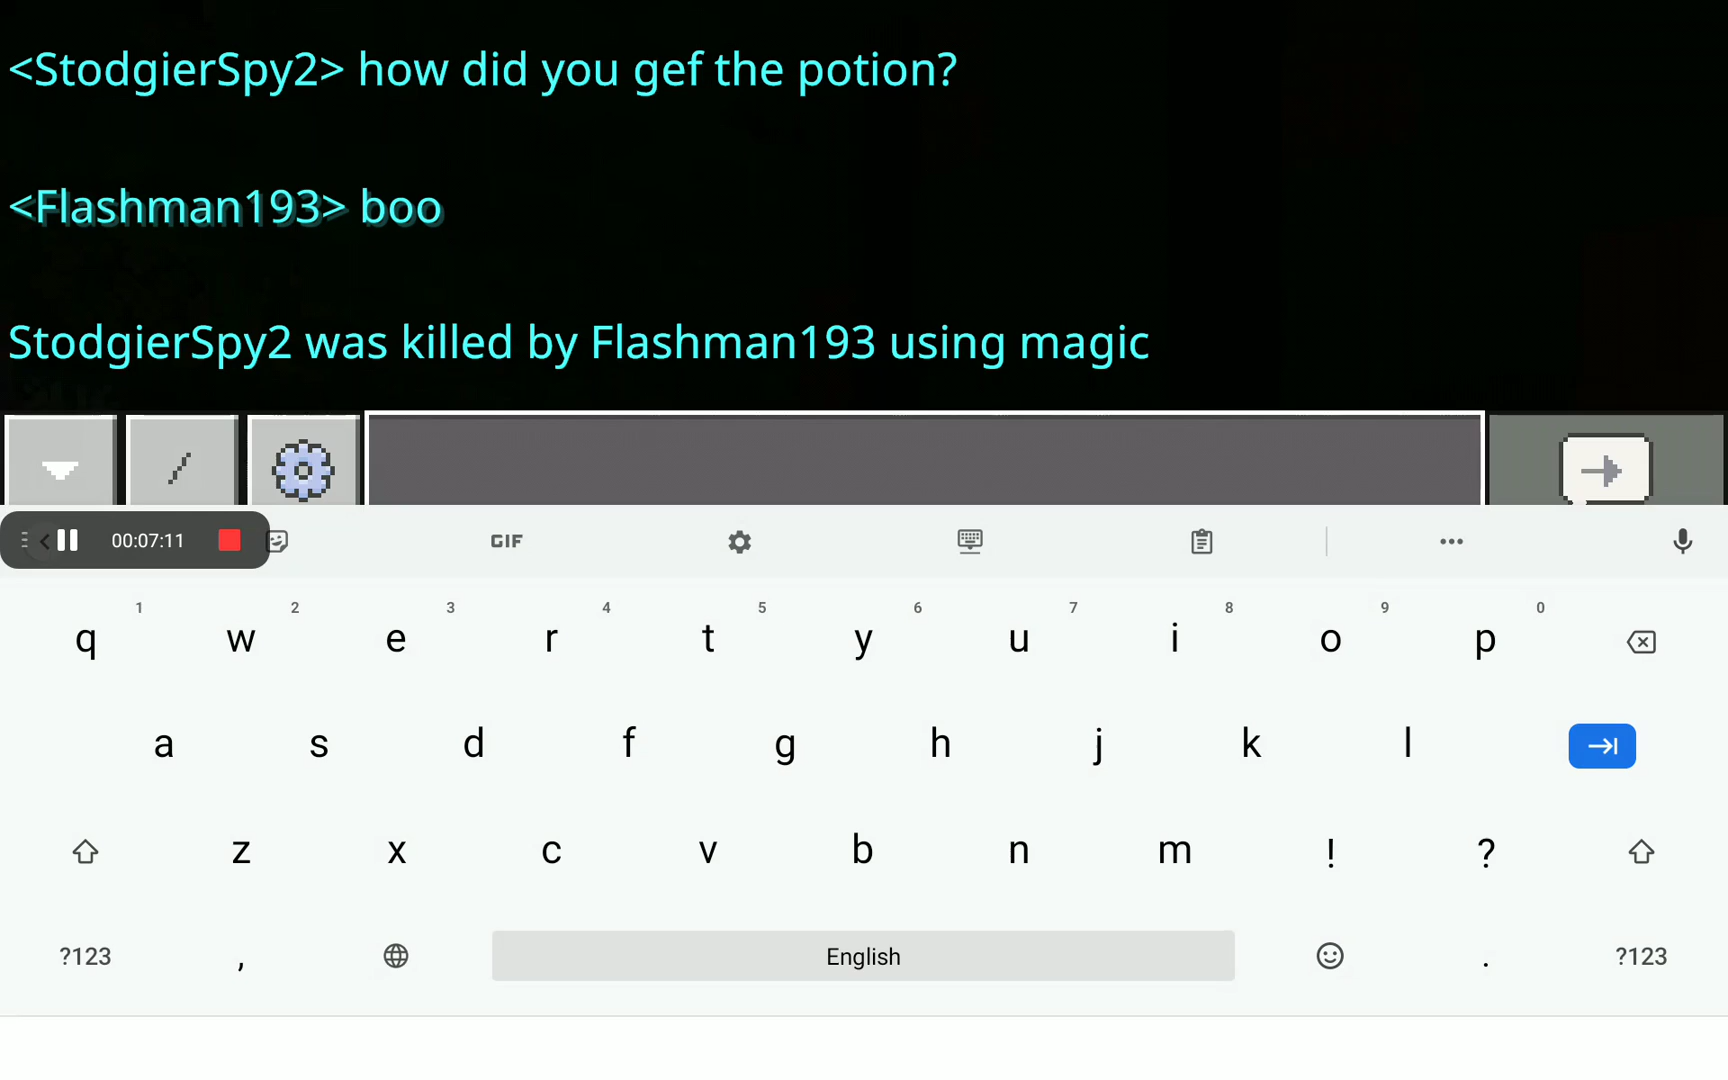 <StodgierSpy2> how did you gef the potion?
<Flashman193> boo
StodgierSpy2 was killed by Flashman193 using magic
/
00:07:11
GIF
1 2 3 4 5 6 7 8 9 0
q w e r t y u i o p
a s d f g h j k l
z x c v b n m ! ?
?123 , English . ?123